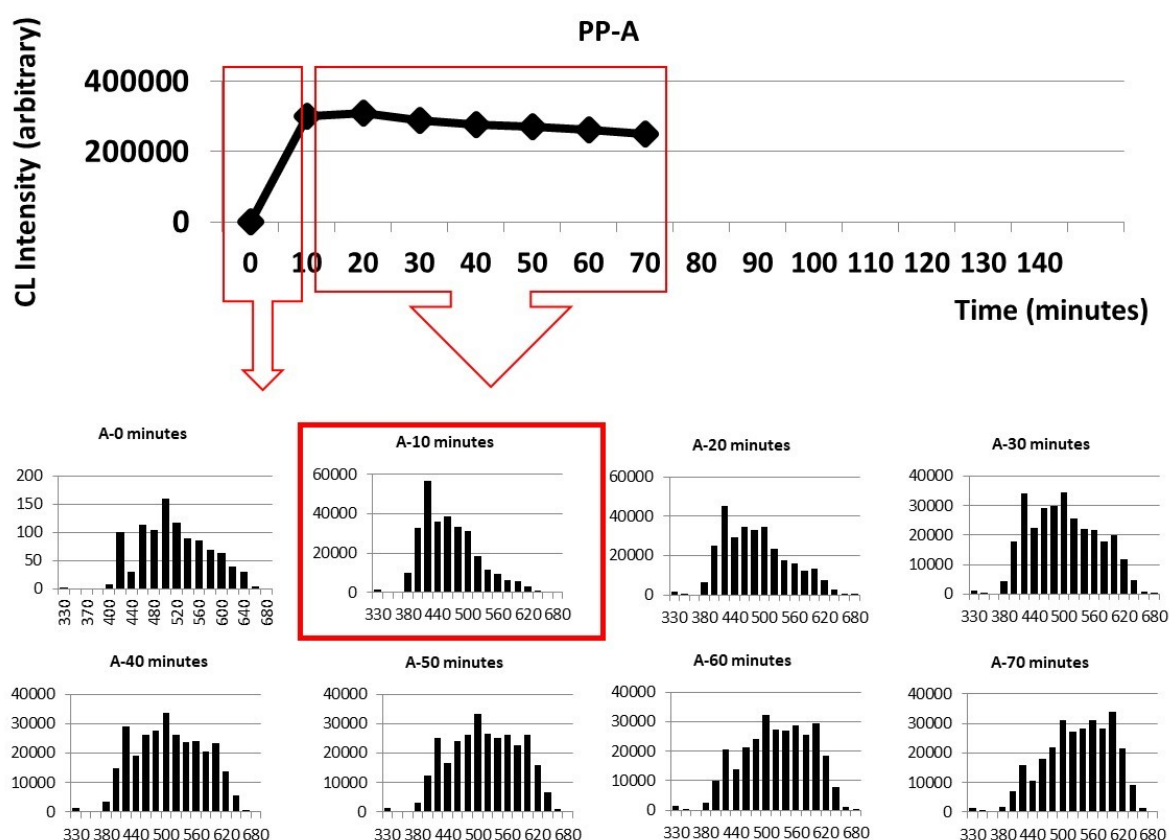 PP-A
CL Intensity (arbitrary)
400000
200000
0
0 10 20 30 40 50 60 70 80 90 100 110 120 130 140
Time (minutes)
A-0 minutes
200
150
100
50
0
330 370 400 440 480 520 560 600 640 680
A-10 minutes
60000
40000
20000
0
330 380 440 500 560 620 680
A-20 minutes
60000
40000
20000
0
330 380 440 500 560 620 680
A-30 minutes
40000
30000
20000
10000
0
330 380 440 500 560 620 680
A-40 minutes
40000
30000
20000
10000
0
330 380 440 500 560 620 680
A-50 minutes
40000
30000
20000
10000
0
330 380 440 500 560 620 680
A-60 minutes
40000
30000
20000
10000
0
330 380 440 500 560 620 680
A-70 minutes
40000
30000
20000
10000
0
330 380 440 500 560 620 680